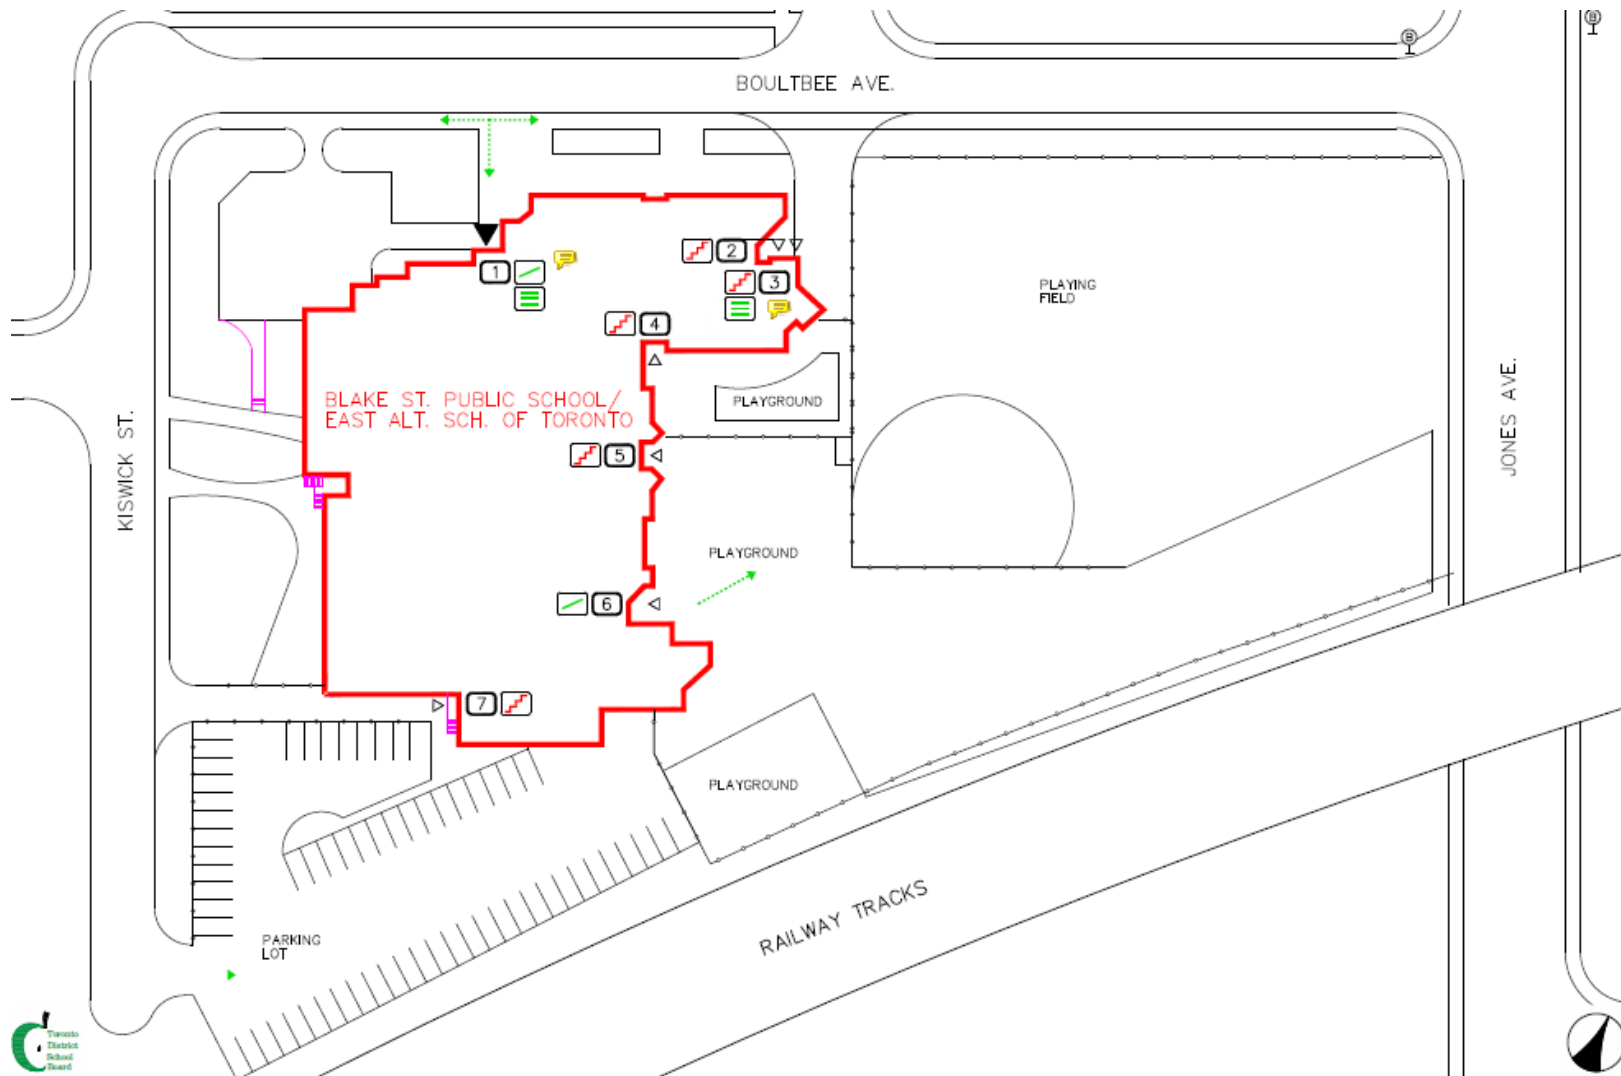 B
B
BOULTBEE AVE.
1
2
3
PLAYING
FIELD
4
BLAKE ST. PUBLIC SCHOOL/
EAST ALT. SCH. OF TORONTO
PLAYGROUND
KISWICK ST.
JONES AVE.
5
PLAYGROUND
6
7
PLAYGROUND
RAILWAY TRACKS
PARKING
LOT
Toronto
District
School
Board